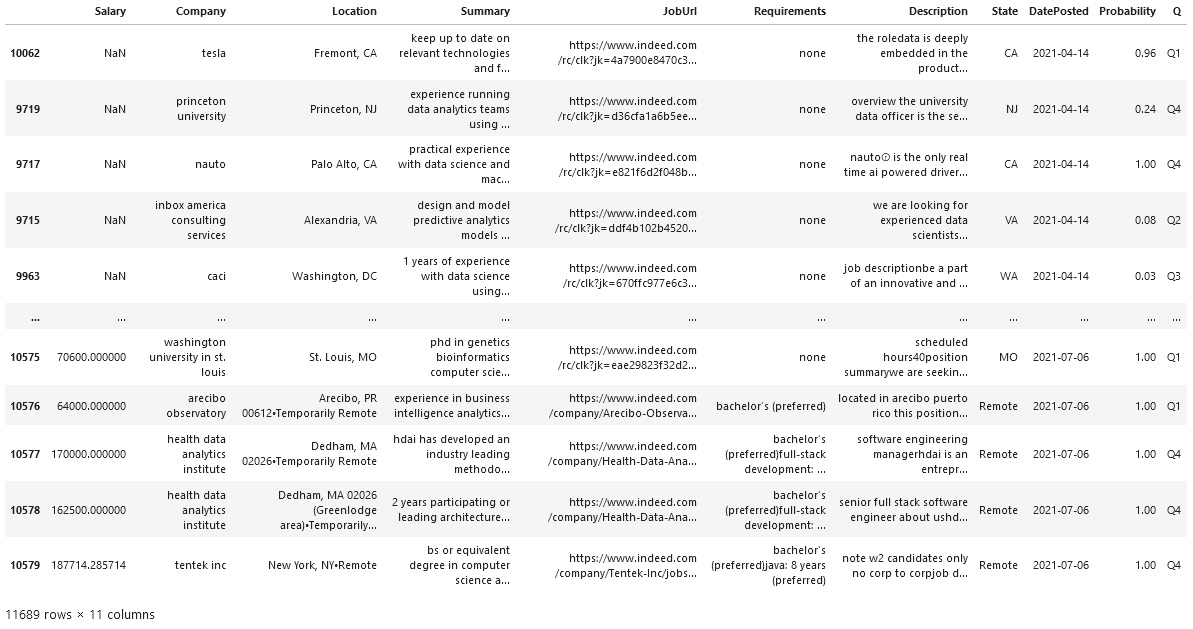 Salary Company Location Summary JobUrl Requirements Description State DatePosted Probability Q
10062 NaN tesla Fremont, CA keep up to date on relevant technologies and f... https://www.indeed.com/rc/clk?jk=4a7900e8470c3... none the roledata is deeply embedded in the product... CA 2021-04-14 0.96 Q1
9719 NaN princeton university Princeton, NJ experience running data analytics teams using ... https://www.indeed.com/rc/clk?jk=d36cfa1a6b5ee... none overview the university data officer is the se... NJ 2021-04-14 0.24 Q4
9717 NaN nauto Palo Alto, CA practical experience with data science and mac... https://www.indeed.com/rc/clk?jk=e821f6d2f048b... none nauto is the only real time ai powered driver... CA 2021-04-14 1.00 Q4
9715 NaN inbox america consulting services Alexandria, VA design and model predictive analytics models ... https://www.indeed.com/rc/clk?jk=ddf4b102b4520... none we are looking for experienced data scientists... VA 2021-04-14 0.08 Q2
9963 NaN caci Washington, DC 1 years of experience with data science using... https://www.indeed.com/rc/clk?jk=670ffc977e6c3... none job descriptionbe a part of an innovative and ... WA 2021-04-14 0.03 Q3
... ... ... ... ... ... ... ... ... ... ... ...
10575 70600.000000 washington university in st. louis St. Louis, MO phd in genetics bioinformatics computer scie... https://www.indeed.com/rc/clk?jk=eae29823f32d2... none scheduled hours40position summarywe are seekin... MO 2021-07-06 1.00 Q1
10576 64000.000000 arecibo observatory Arecibo, PR 00612•Temporarily Remote experience in business intelligence analytics... https://www.indeed.com/company/Arecibo-Observa... bachelor's (preferred) located in arecibo puerto rico this position... Remote 2021-07-06 1.00 Q1
10577 170000.000000 health data analytics institute Dedham, MA 02026•Temporarily Remote hdai has developed an industry leading methodo... https://www.indeed.com/company/Health-Data-Ana... bachelor's (preferred)full-stack development: ... software engineering managerhdai is an entrepr... Remote 2021-07-06 1.00 Q4
10578 162500.000000 health data analytics institute Dedham, MA 02026 (Greenlodge area)•Temporarily... 2 years participating or leading architecture... https://www.indeed.com/company/Health-Data-Ana... bachelor's (preferred)full-stack development: ... senior full stack software engineer about ushd... Remote 2021-07-06 1.00 Q4
10579 187714.285714 tentek inc New York, NY•Remote bs or equivalent degree in computer science a... https://www.indeed.com/company/Tentek-Inc/jobs... bachelor's (preferred)java: 8 years (preferred) note w2 candidates only no corp to corpjob d... Remote 2021-07-06 1.00 Q4
11689 rows × 11 columns